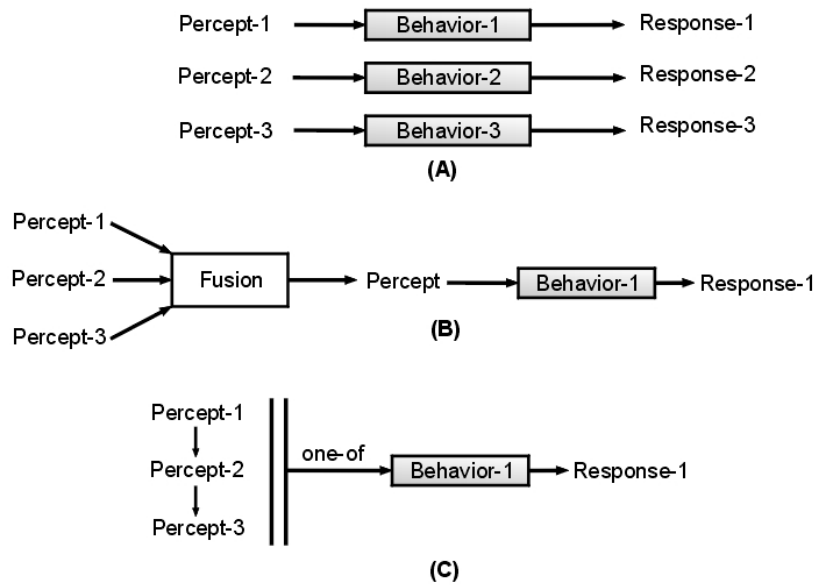 Percept-1 Behavior-1 Response-1
Percept-2 Behavior-2 Response-2
Percept-3 Behavior-3 Response-3
(A)
Percept-1
Percept-2 Fusion Percept Behavior-1 Response-1
Percept-3
(B)
Percept-1
one-of
Percept-2 Behavior-1 Response-1
Percept-3
(C)